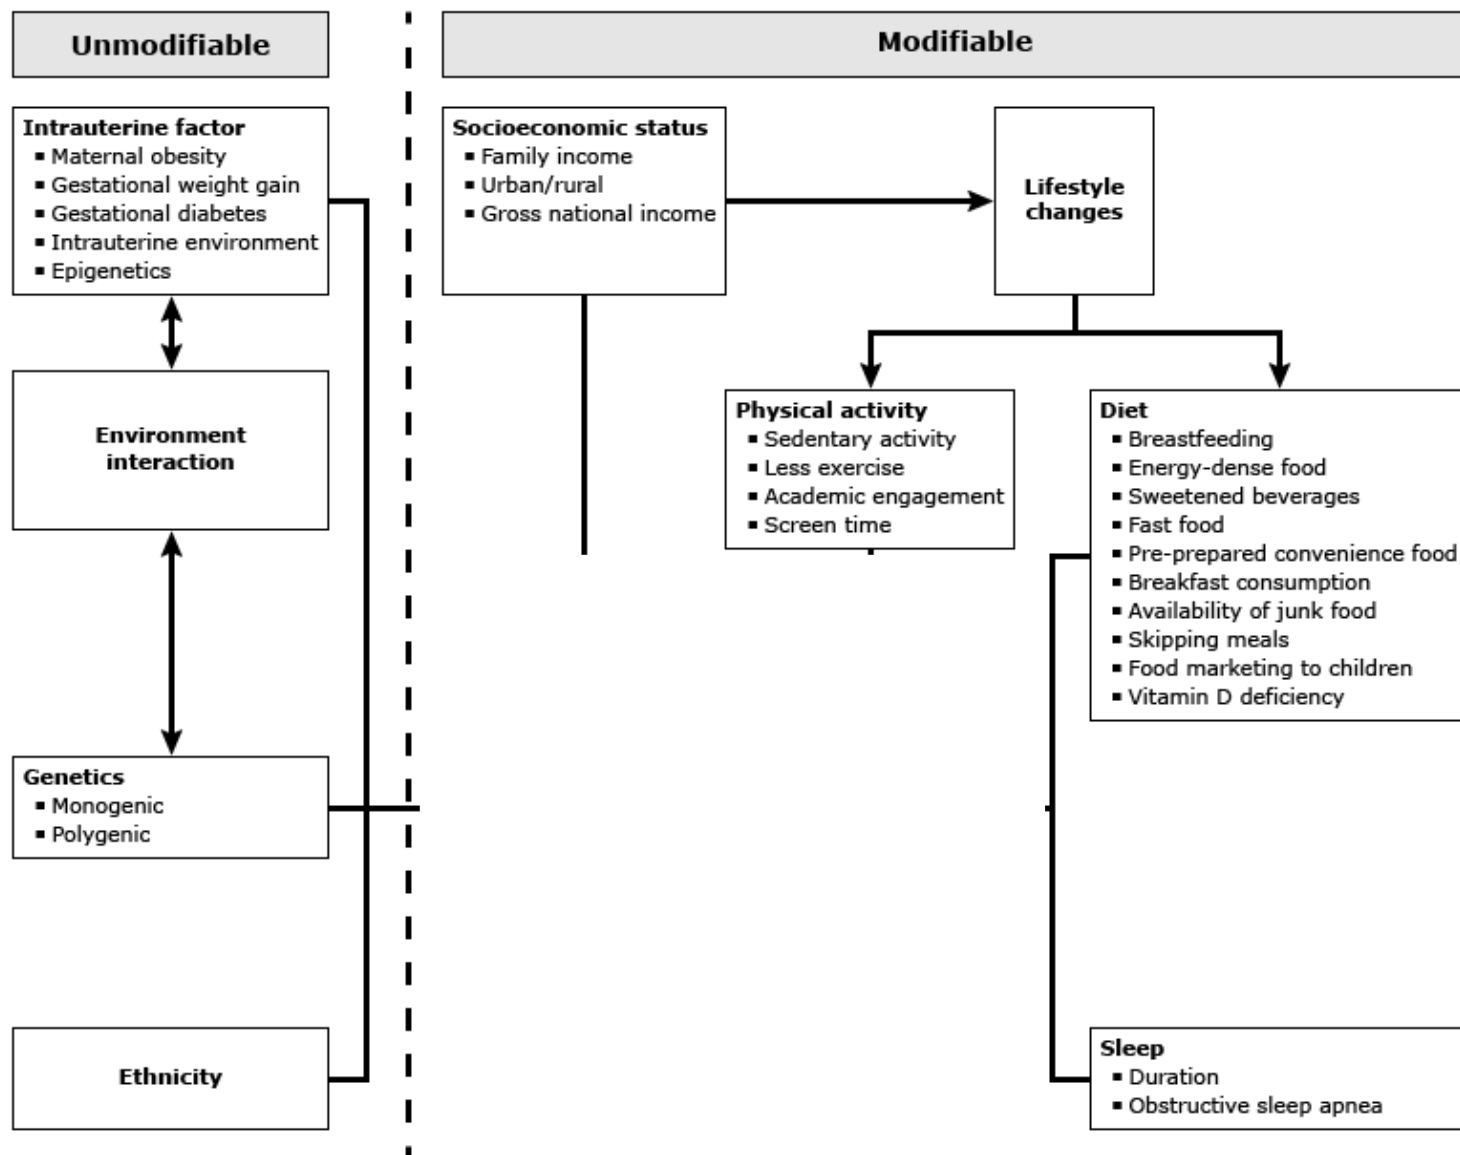 Unmodifiable
Modifiable
Intrauterine factor
▪ Maternal obesity
▪ Gestational weight gain
▪ Gestational diabetes
▪ Intrauterine environment
▪ Epigenetics
Socioeconomic status
▪ Family income
▪ Urban/rural
▪ Gross national income
Lifestyle
changes
Environment
interaction
Physical activity
▪ Sedentary activity
▪ Less exercise
▪ Academic engagement
▪ Screen time
Diet
▪ Breastfeeding
▪ Energy-dense food
▪ Sweetened beverages
▪ Fast food
▪ Pre-prepared convenience food
▪ Breakfast consumption
▪ Availability of junk food
▪ Skipping meals
▪ Food marketing to children
▪ Vitamin D deficiency
Genetics
▪ Monogenic
▪ Polygenic
Ethnicity
Sleep
▪ Duration
▪ Obstructive sleep apnea